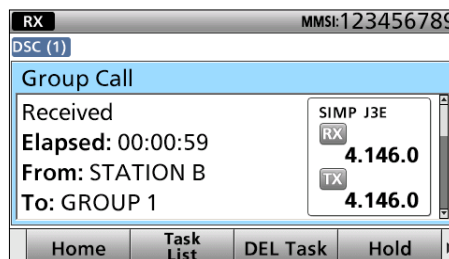 RX MMSI:123456789
DSC (1)
Group Call
Received
Elapsed: 00:00:59
From: STATION B
To: GROUP 1
SIMP J3E
RX
4.146.0
TX
4.146.0
Home Task List DEL Task Hold